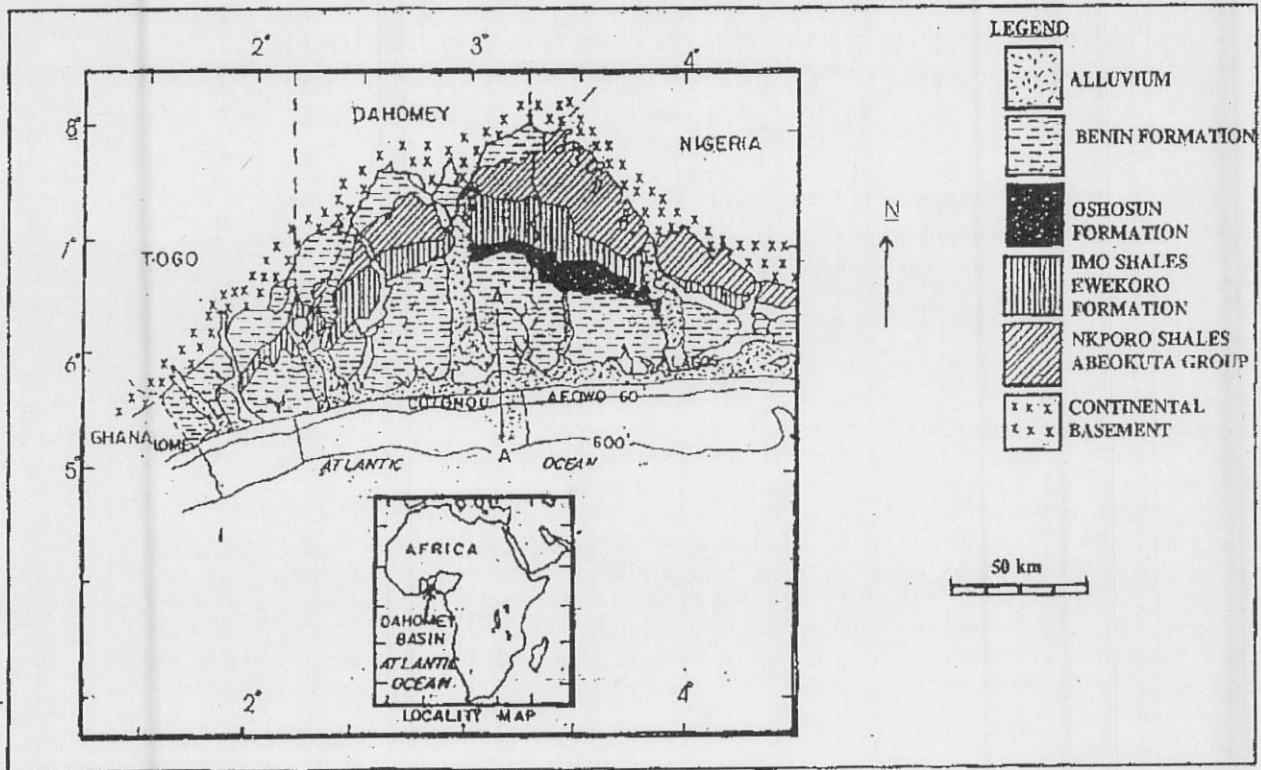 2°
3°
4°
8°
7°
6°
5°
DAHOMEY
NIGERIA
TOGO
GHANA
LOME
COTONOU
AFOWO 60
LAGOS
A
600'
A'
ATLANTIC
OCEAN
AFRICA
DAHOMEY
BASIN
ATLANTIC
OCEAN
LOCALITY MAP
2°
4°
LEGEND
ALLUVIUM
BENIN FORMATION
OSHOSUN
FORMATION
IMO SHALES
EWEKORO
FORMATION
NKPORO SHALES
ABEOKUTA GROUP
CONTINENTAL
BASEMENT
N
50 km